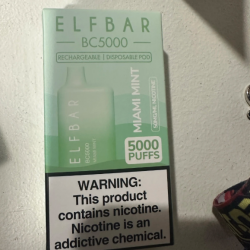 ELFBAR
BC5000
RECHARGEABLE | DISPOSABLE POD
MIAMI MINT
5000
PUFFS
ELFBAR
BC5000
WARNING:
This product
contains nicotine.
Nicotine is an
addictive chemical.